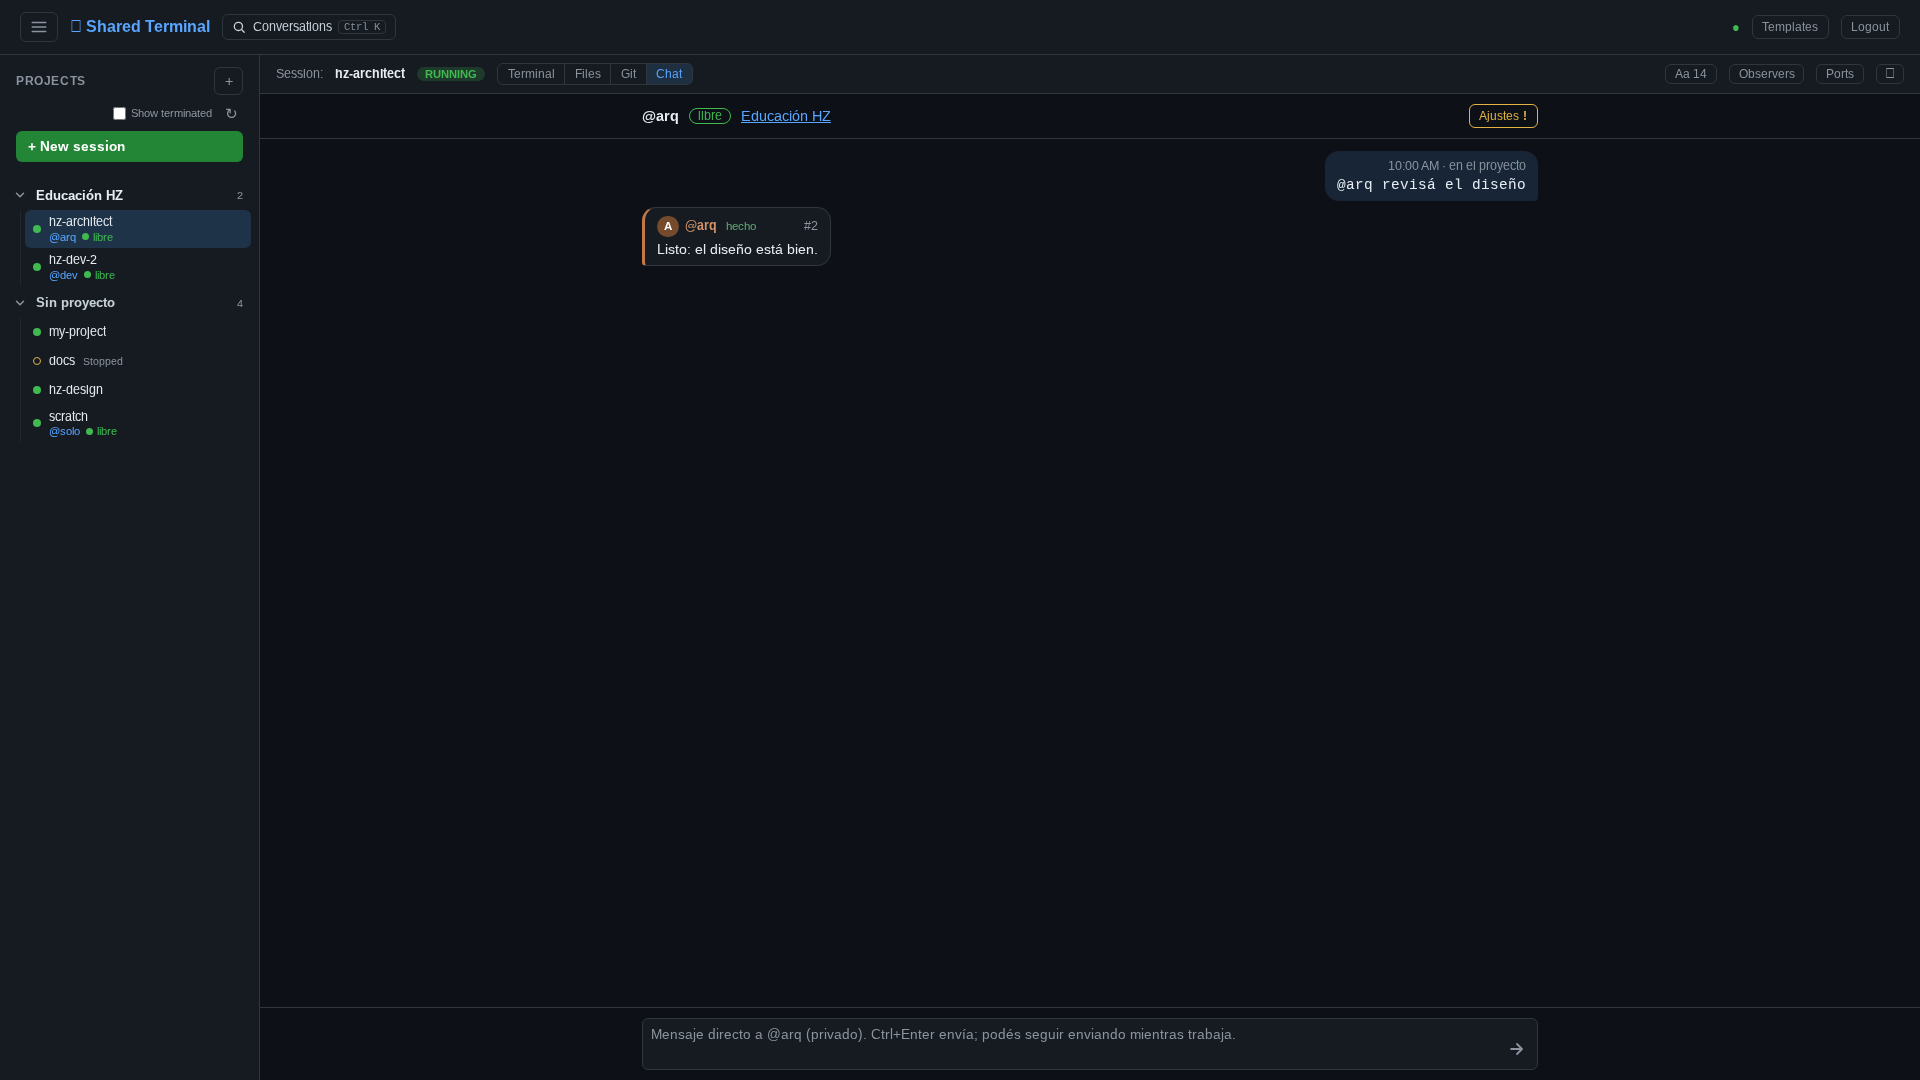 Shared Terminal
Conversations Ctrl K
Templates
Logout
PROJECTS
+
Show terminated
+ New session
Educación HZ 2
hz-architect
@arq libre
hz-dev-2
@dev libre
Sin proyecto 4
my-project
docs Stopped
hz-design
scratch
@solo libre
Session: hz-architect RUNNING Terminal Files Git Chat
Aa 14 Observers Ports
@arq libre Educación HZ
Ajustes !
10:00 AM · en el proyecto
@arq revisá el diseño
A @arq hecho #2
Listo: el diseño está bien.
Mensaje directo a @arq (privado). Ctrl+Enter envía; podés seguir enviando mientras trabaja.